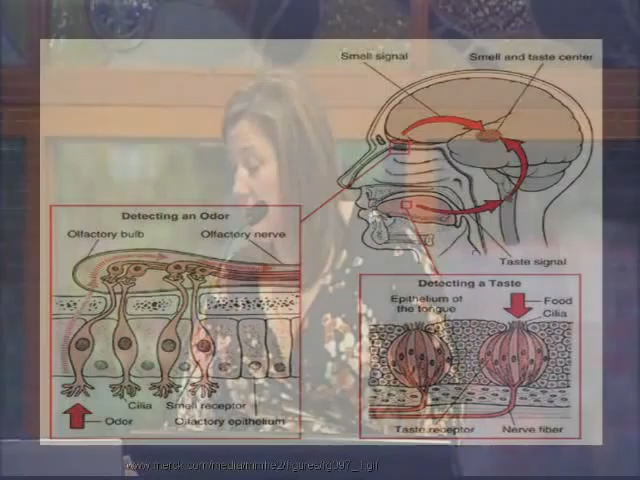 Smell signal
Smell and taste center
Taste signal
Detecting an Odor
Olfactory bulb
Olfactory nerve
Cilia
Smell receptor
Odor
Olfactory epithelium
Detecting a Taste
Epithelium of
the tongue
Food
Cilia
Taste receptor
Nerve fiber